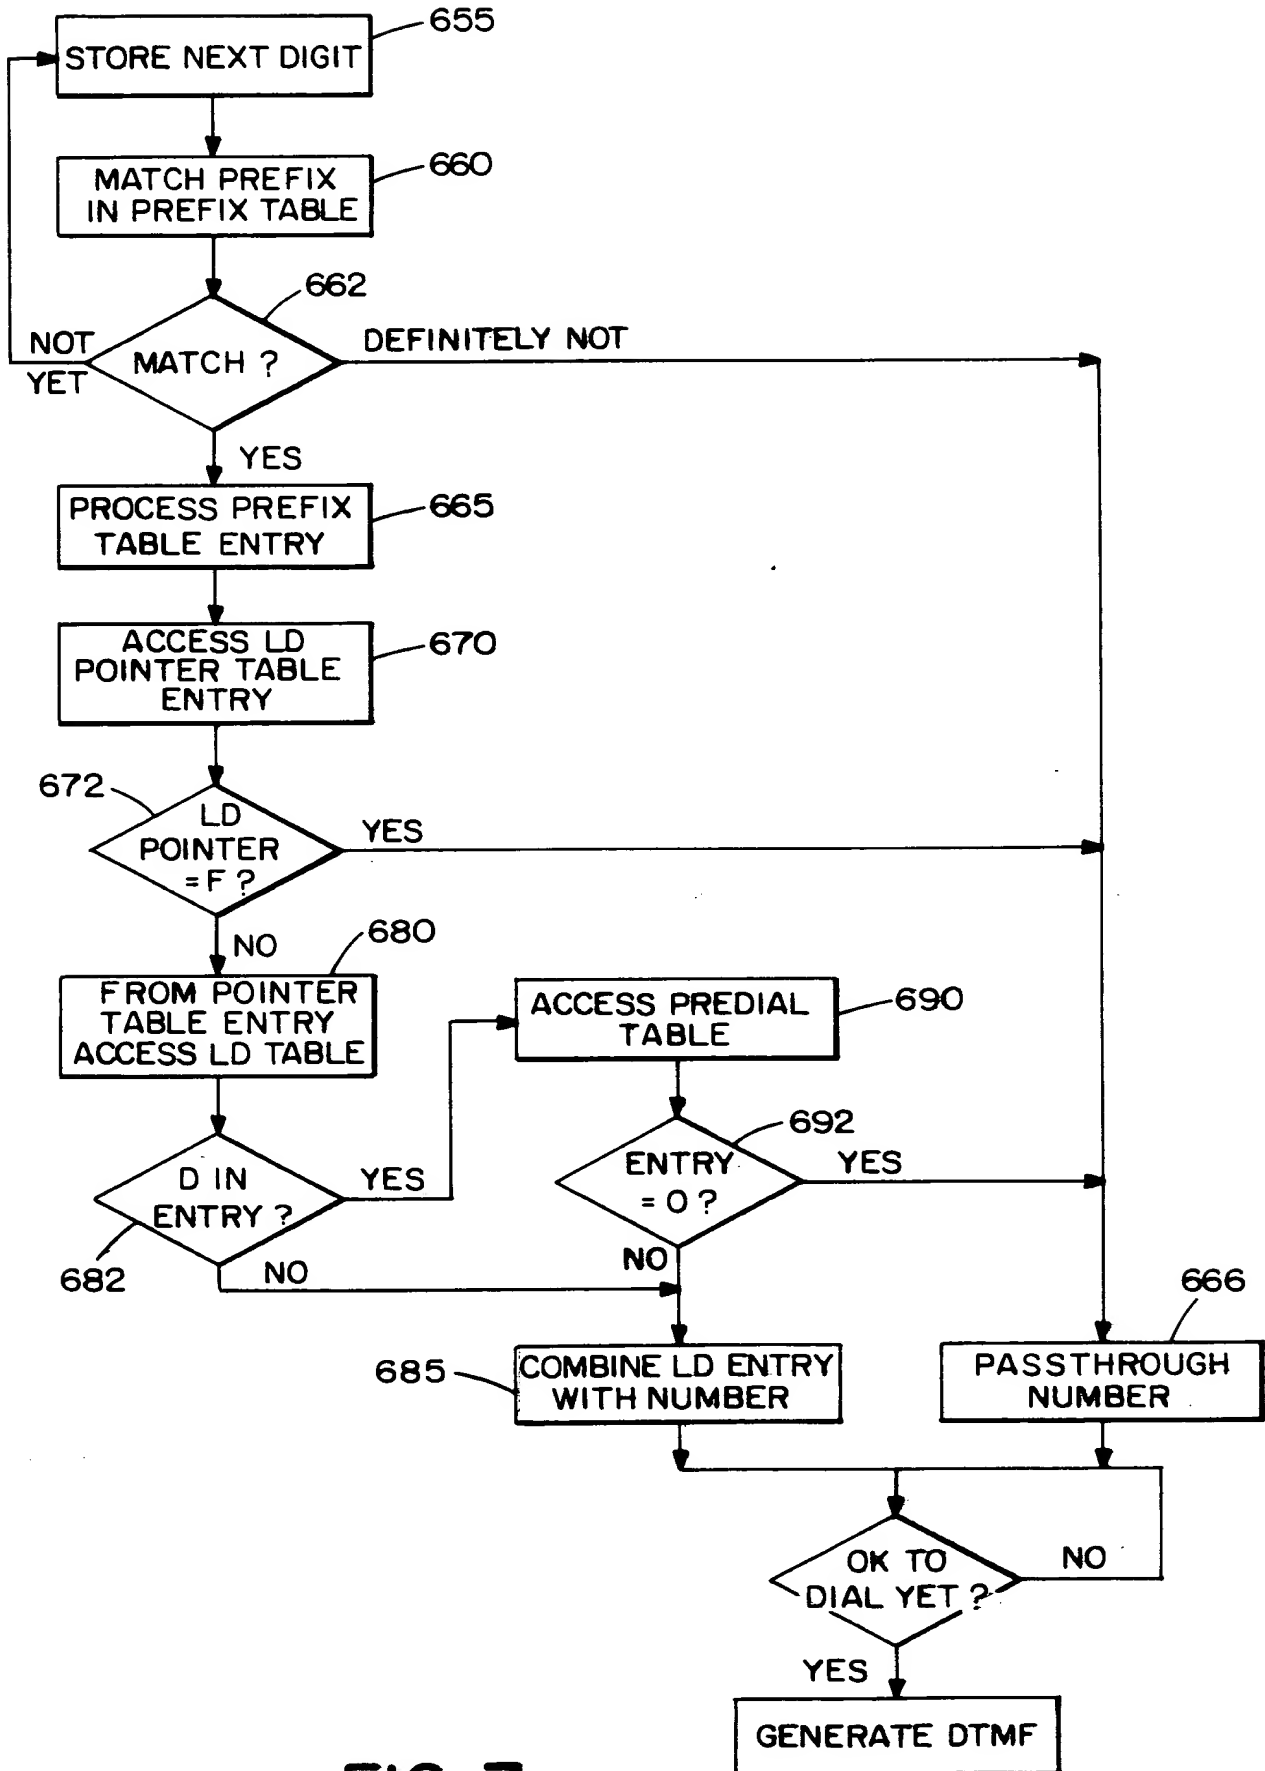 655
STORE NEXT DIGIT
660
MATCH PREFIX
IN PREFIX TABLE
662
NOT
YET
MATCH ?
DEFINITELY NOT
YES
PROCESS PREFIX
TABLE ENTRY
665
ACCESS LD
POINTER TABLE
ENTRY
670
672
LD
POINTER
=F ?
YES
NO
680
FROM POINTER
TABLE ENTRY
ACCESS LD TABLE
ACCESS PREDIAL
TABLE
690
692
D IN
ENTRY ?
YES
ENTRY
= 0 ?
YES
682
NO
NO
666
685
COMBINE LD ENTRY
WITH NUMBER
PASSTHROUGH
NUMBER
OK TO
DIAL YET ?
NO
YES
GENERATE DTMF